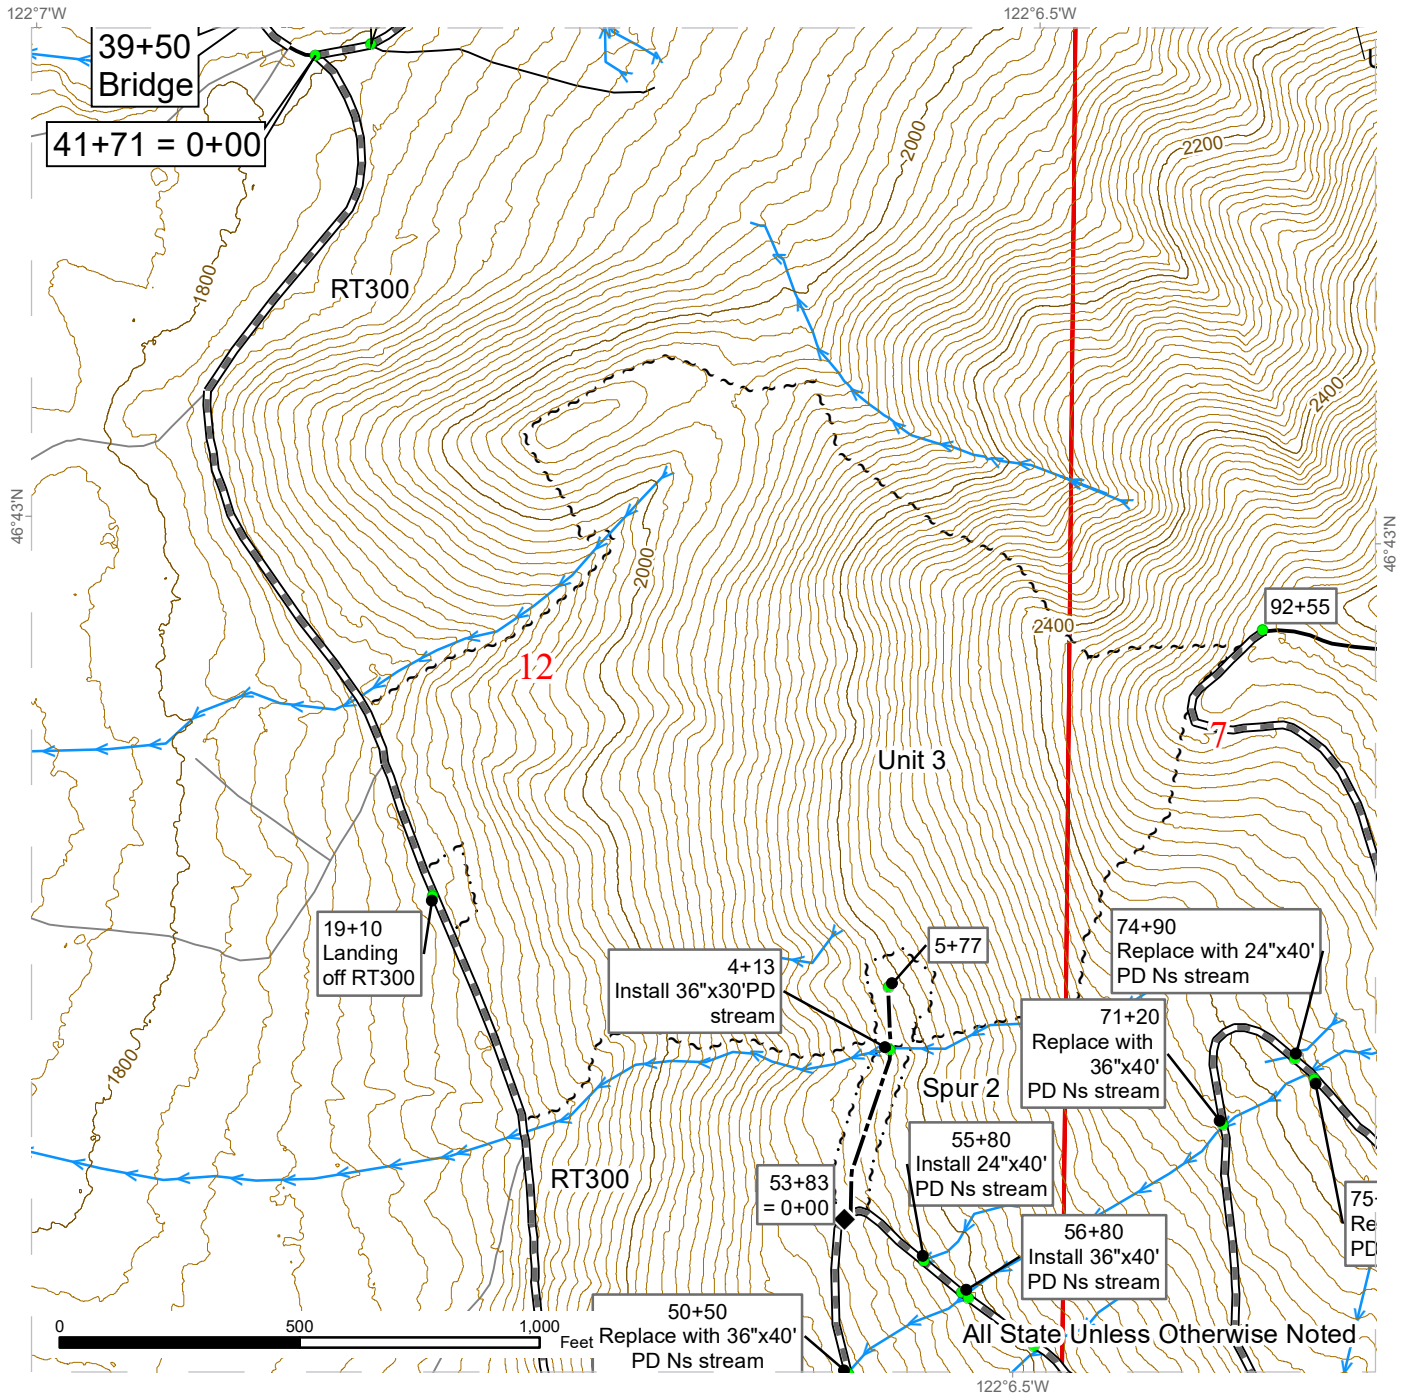 122°7'W
122°6.5'W
39+50
Bridge
41+71 = 0+00
2000
2200
1800
RT300
2400
46°43'N
46°43'N
2000
92+55
2400
12
7
Unit 3
19+10
Landing
off RT300
74+90
Replace with 24"x40'
PD Ns stream
5+77
4+13
Install 36"x30'PD
stream
71+20
Replace with
36"x40'
PD Ns stream
1800
Spur 2
55+80
Install 24"x40'
PD Ns stream
RT300
53+83
= 0+00
75+
Re
PD
56+80
Install 36"x40'
PD Ns stream
50+50
Replace with 36"x40'
PD Ns stream
0 500 1,000
Feet
All State Unless Otherwise Noted
122°6.5'W